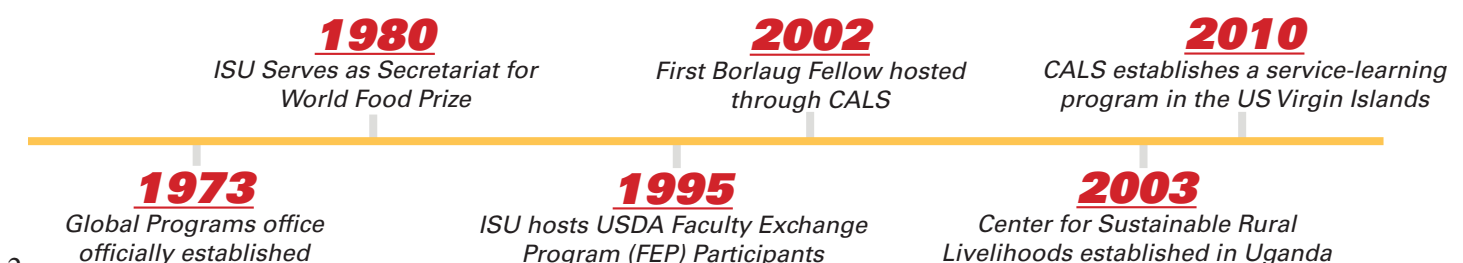 1980
ISU Serves as Secretariat for
World Food Prize
2002
First Borlaug Fellow hosted
through CALS
2010
CALS establishes a service-learning
program in the US Virgin Islands
1973
Global Programs office
officially established
1995
ISU hosts USDA Faculty Exchange
Program (FEP) Participants
2003
Center for Sustainable Rural
Livelihoods established in Uganda